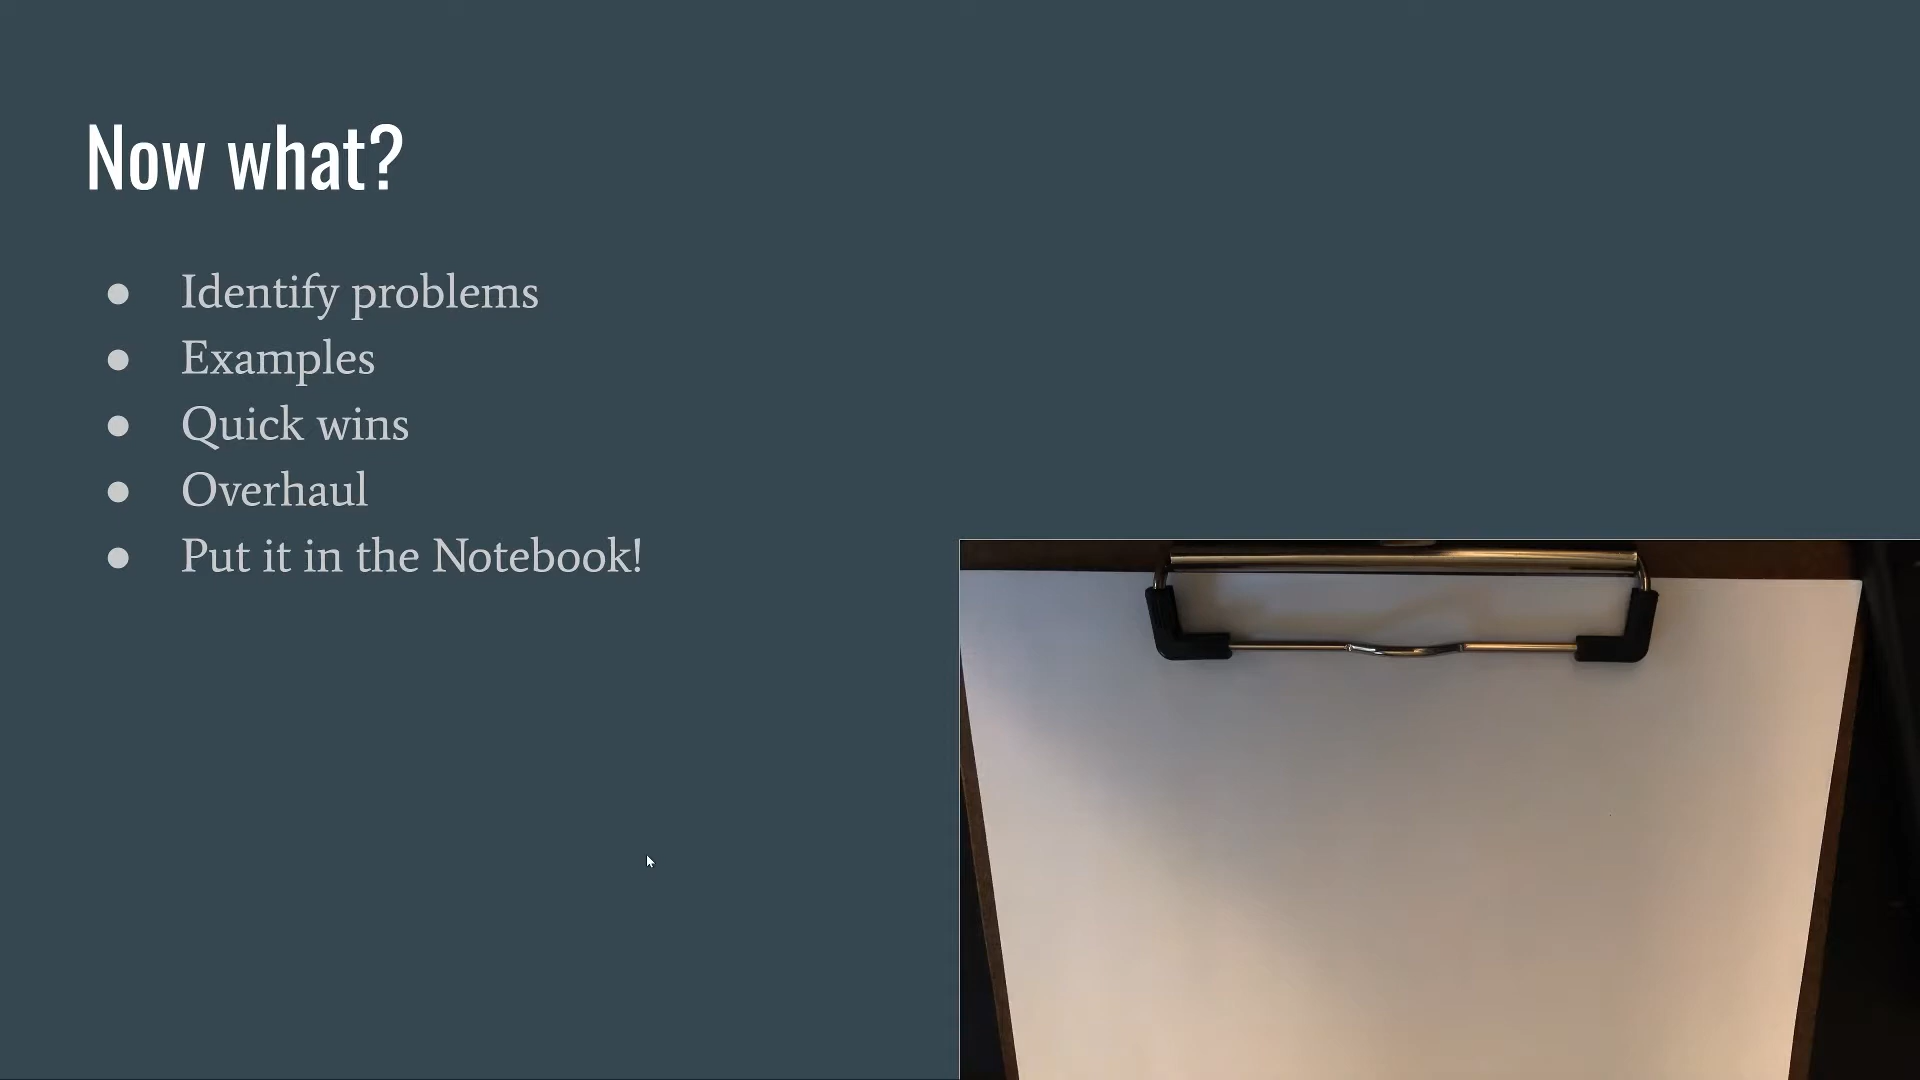 Now what?
● Identify problems
● Examples
● Quick wins
● Overhaul
● Put it in the Notebook!